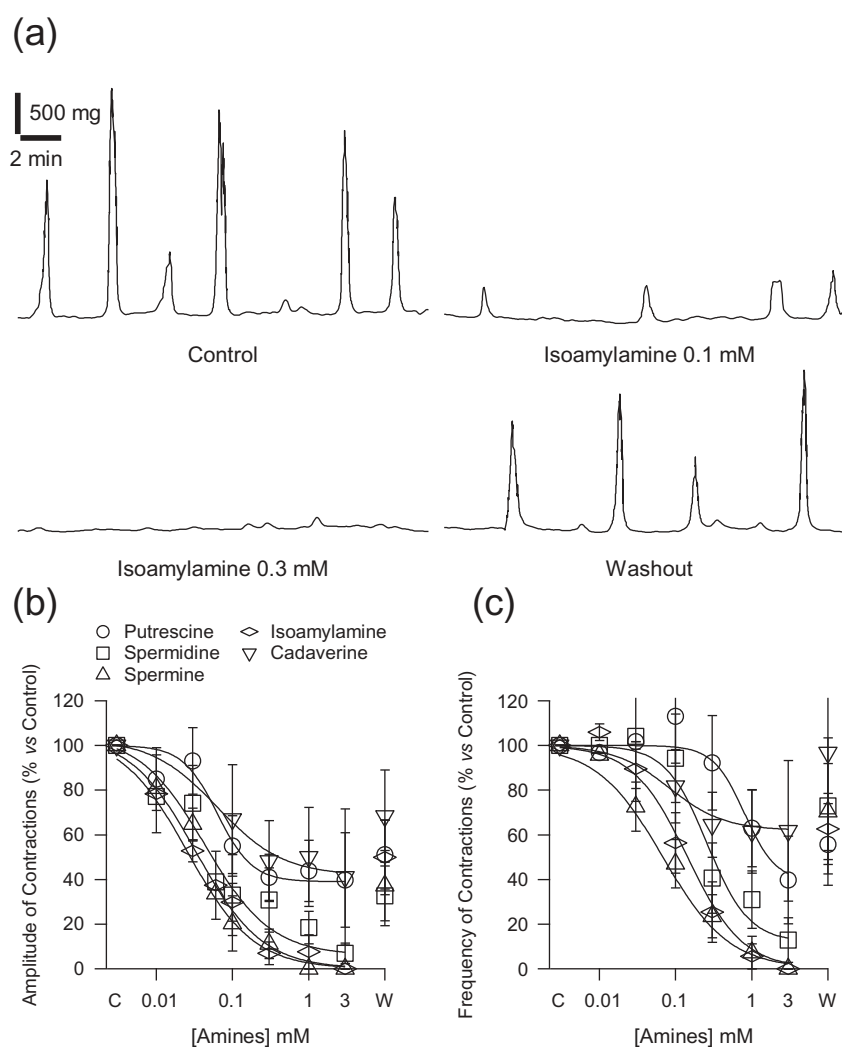 (a)
500 mg
2 min
Control
Isoamylamine 0.1 mM
Isoamylamine 0.3 mM
Washout
(b)
Putrescine
Isoamylamine
Spermidine
Cadaverine
Spermine
Amplitude of Contractions (% vs Control)
120
100
80
60
40
20
0
C
0.01
0.1
1
3
W
[Amines] mM
(c)
Frequency of Contractions (% vs Control)
120
100
80
60
40
20
0
C
0.01
0.1
1
3
W
[Amines] mM